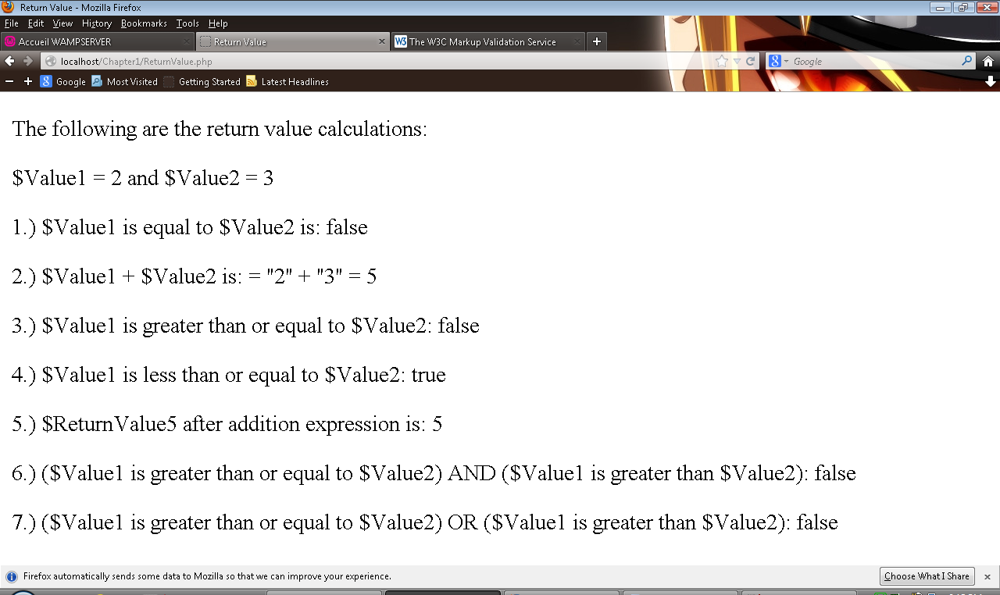 Return Value - Mozilla Firefox
File Edit View History Bookmarks Tools Help
Accueil WAMPSERVER Return Value W3 The W3C Markup Validation Service
localhost/Chapter1/ReturnValue.php 8 Google
8 Google Most Visited Getting Started Latest Headlines
The following are the return value calculations:
$Value1 = 2 and $Value2 = 3
1.) $Value1 is equal to $Value2 is: false
2.) $Value1 + $Value2 is: = "2" + "3" = 5
3.) $Value1 is greater than or equal to $Value2: false
4.) $Value1 is less than or equal to $Value2: true
5.) $ReturnValue5 after addition expression is: 5
6.) ($Value1 is greater than or equal to $Value2) AND ($Value1 is greater than $Value2): false
7.) ($Value1 is greater than or equal to $Value2) OR ($Value1 is greater than $Value2): false
Firefox automatically sends some data to Mozilla so that we can improve your experience. Choose What I Share